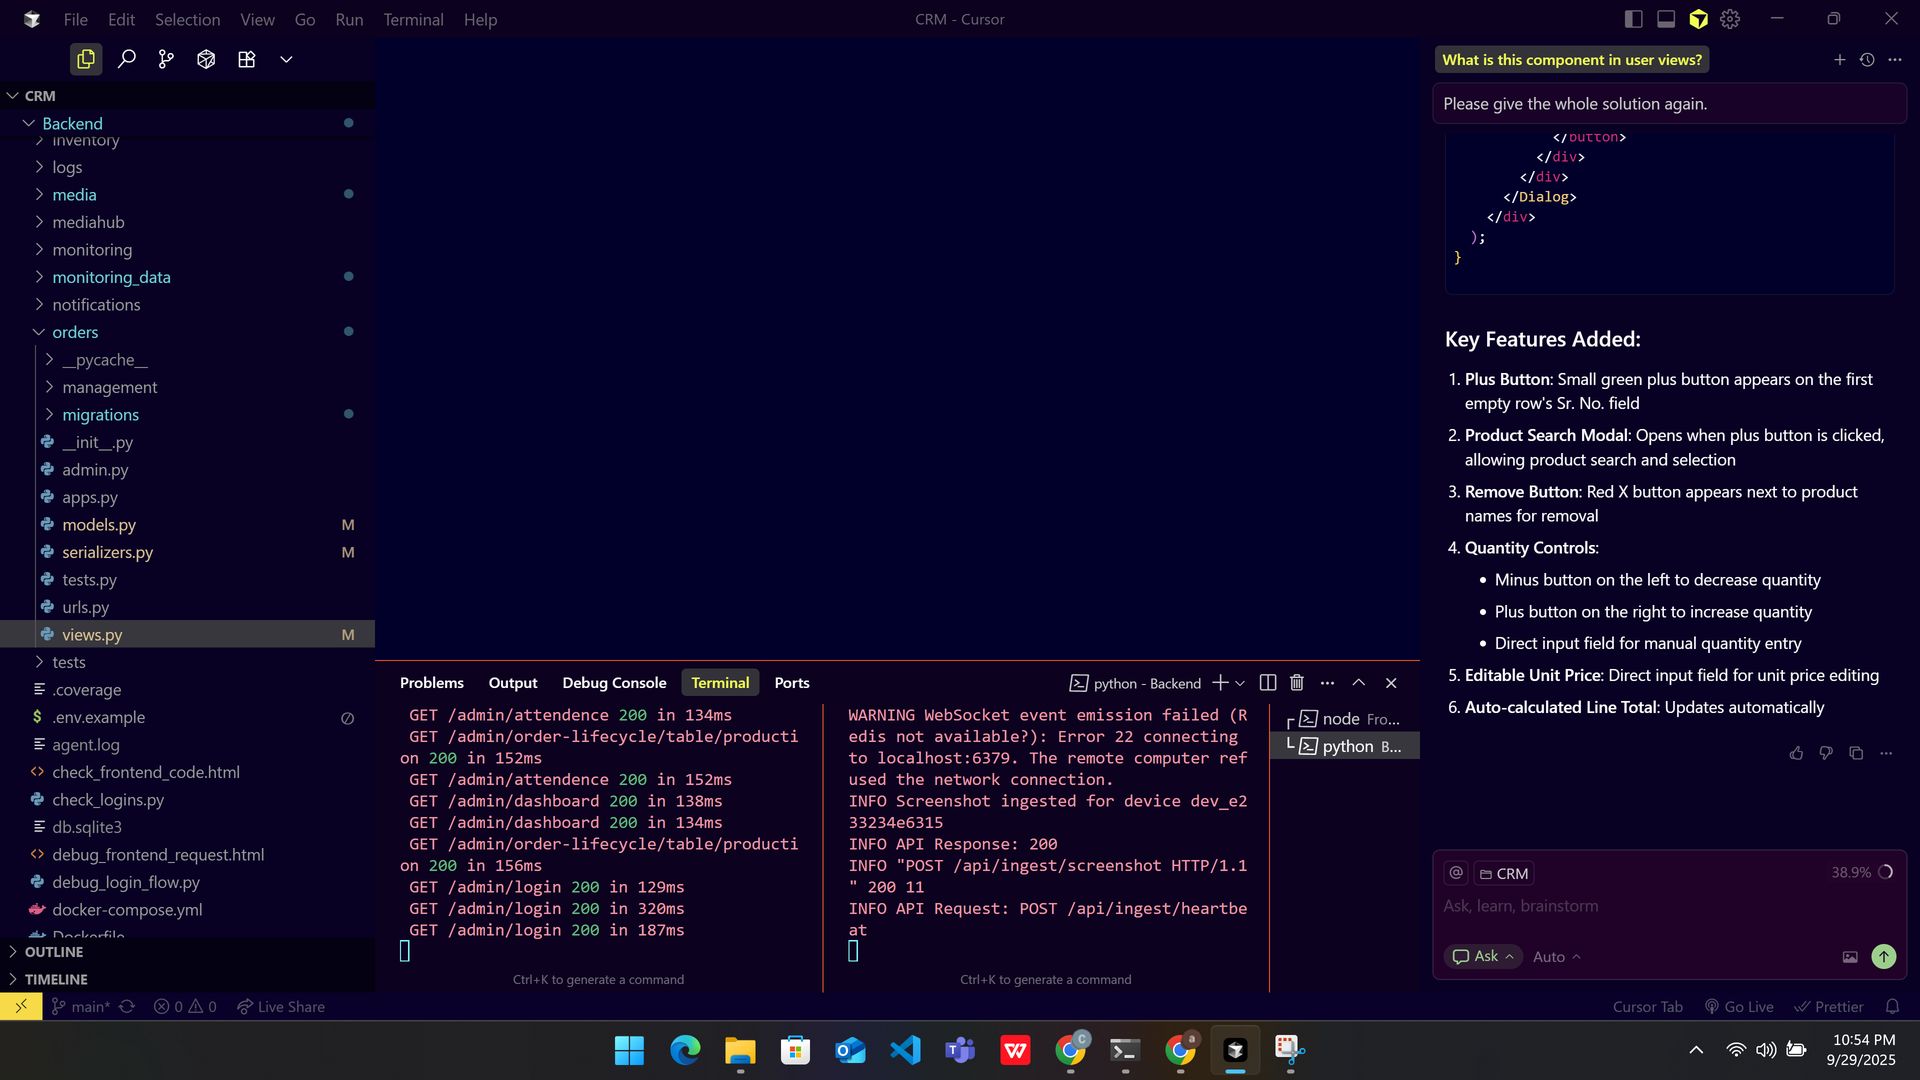 File Edit Selection View Go Run Terminal Help
CRM - Cursor
CRM
Backend
inventory
logs
media
mediahub
monitoring
monitoring_data
notifications
orders
__pycache__
management
migrations
__init__.py
admin.py
apps.py
models.py M
serializers.py M
tests.py
urls.py
views.py M
tests
.coverage
$ .env.example
agent.log
check_frontend_code.html
check_logins.py
db.sqlite3
debug_frontend_request.html
debug_login_flow.py
docker-compose.yml
Dockerfile
OUTLINE
TIMELINE
Problems Output Debug Console Terminal Ports
python - Backend
GET /admin/attendence 200 in 134ms
GET /admin/order-lifecycle/table/producti
on 200 in 152ms
GET /admin/attendence 200 in 152ms
GET /admin/dashboard 200 in 138ms
GET /admin/dashboard 200 in 134ms
GET /admin/order-lifecycle/table/producti
on 200 in 156ms
GET /admin/login 200 in 129ms
GET /admin/login 200 in 320ms
GET /admin/login 200 in 187ms
Ctrl+K to generate a command
WARNING WebSocket event emission failed (R
edis not available?): Error 22 connecting
to localhost:6379. The remote computer ref
used the network connection.
INFO Screenshot ingested for device dev_e2
33234e6315
INFO API Response: 200
INFO "POST /api/ingest/screenshot HTTP/1.1
" 200 11
INFO API Request: POST /api/ingest/heartbe
at
Ctrl+K to generate a command
node Fro...
python B...
What is this component in user views?
Please give the whole solution again.
</button>
</div>
</div>
</Dialog>
</div>
);
}
Key Features Added:
1. Plus Button: Small green plus button appears on the first
empty row's Sr. No. field
2. Product Search Modal: Opens when plus button is clicked,
allowing product search and selection
3. Remove Button: Red X button appears next to product
names for removal
4. Quantity Controls:
• Minus button on the left to decrease quantity
• Plus button on the right to increase quantity
• Direct input field for manual quantity entry
5. Editable Unit Price: Direct input field for unit price editing
6. Auto-calculated Line Total: Updates automatically
@ CRM 38.9%
Ask, learn, brainstorm
Ask Auto
main* 0 0 Live Share
Cursor Tab Go Live Prettier
C
a
10:54 PM
9/29/2025